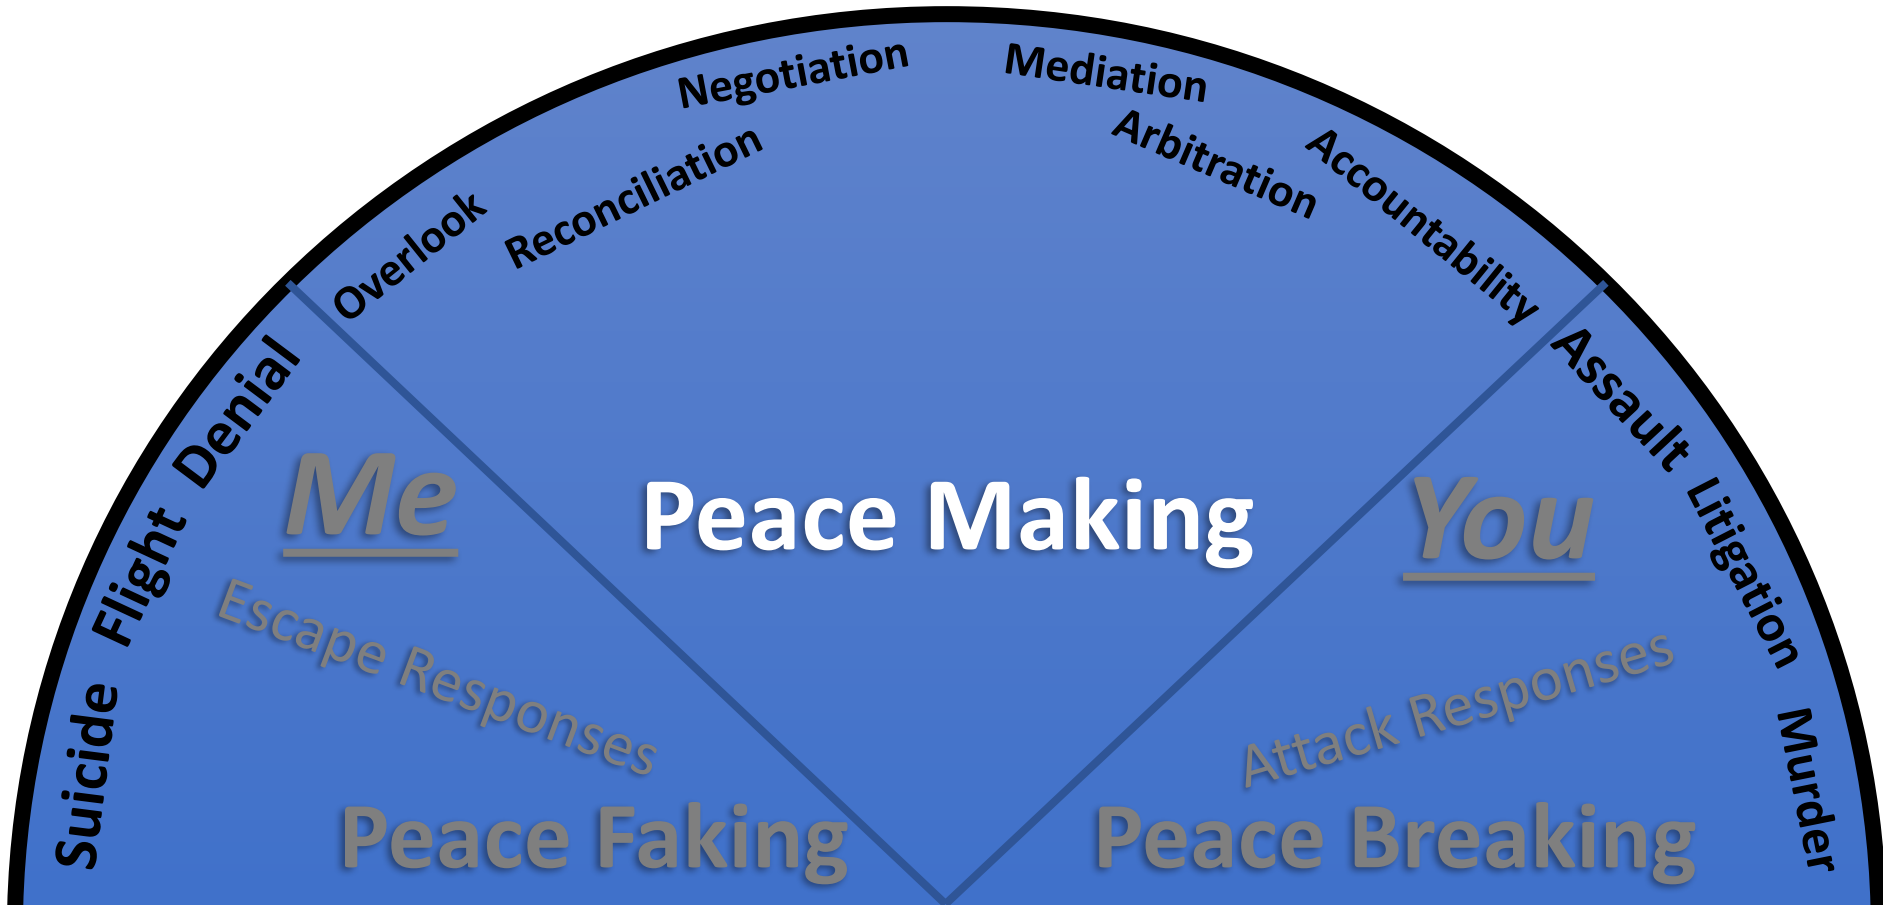 Negotiation
Mediation
Reconciliation
Arbitration
Overlook
Accountability
Denial
Assault
Me
Peace Making
You
Flight
Litigation
Escape Responses
Attack Responses
Suicide
Murder
Peace Faking
Peace Breaking